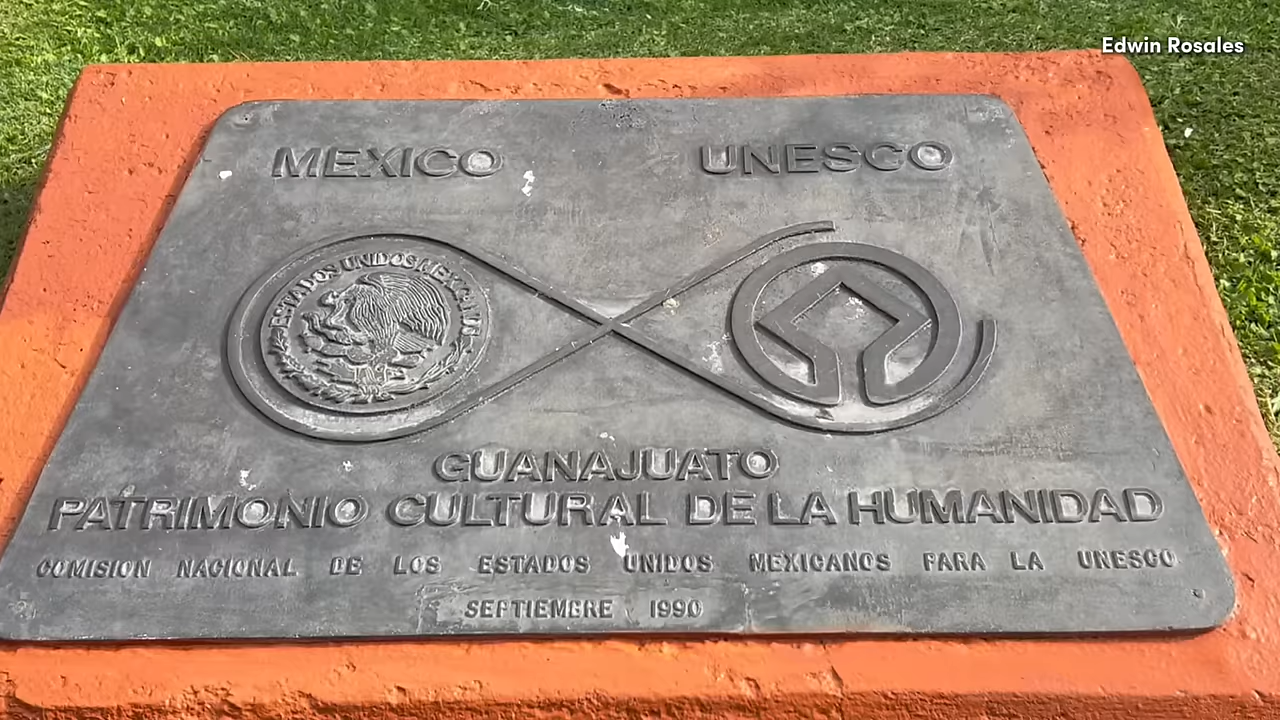 Edwin Rosales
MEXICO UNESCO
ESTADOS UNIDOS MEXICANOS
GUANAJUATO
PATRIMONIO CULTURAL DE LA HUMANIDAD
COMISION NACIONAL DE LOS ESTADOS UNIDOS MEXICANOS PARA LA UNESCO
SEPTIEMBRE 1990